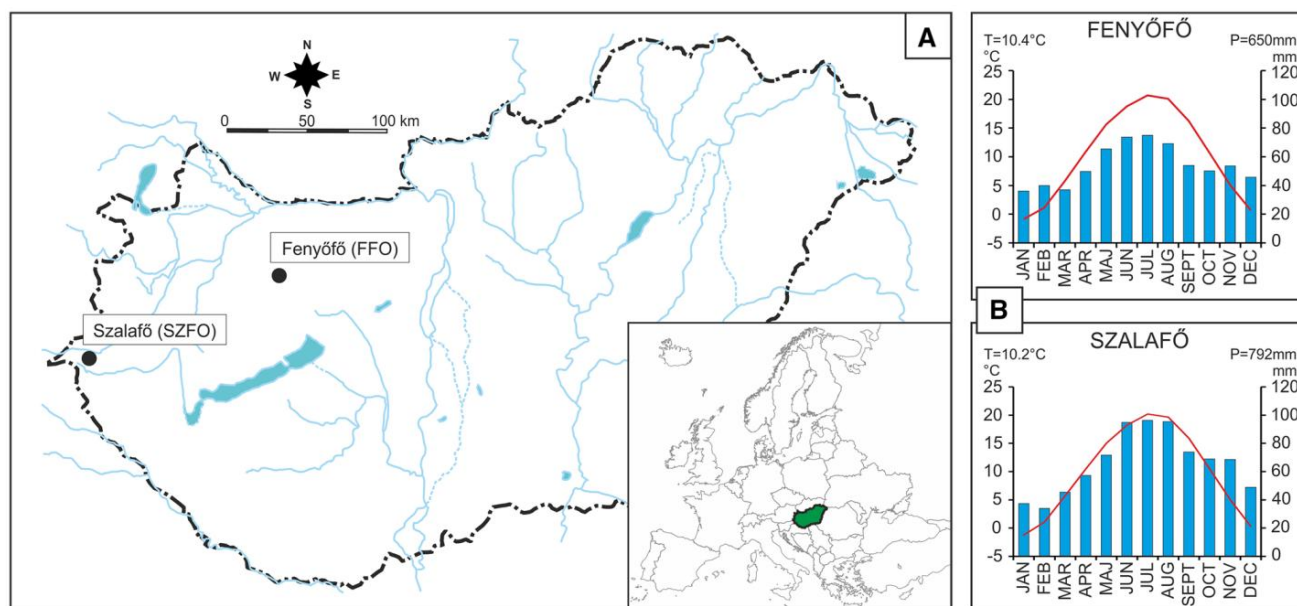 A
N
W E
S
0 50 100 km
Fenyőfő (FFO)
Szalafő (SZFO)
B
FENYŐFŐ
T=10.4°C P=650mm
°C mm
25 120
20 100
15 80
10 60
5 40
0 20
-5 0
JAN FEB MAR APR MAJ JUN JUL AUG SEPT OCT NOV DEC
SZALAFŐ
T=10.2°C P=792mm
°C mm
25 120
20 100
15 80
10 60
5 40
0 20
-5 0
JAN FEB MAR APR MAJ JUN JUL AUG SEPT OCT NOV DEC